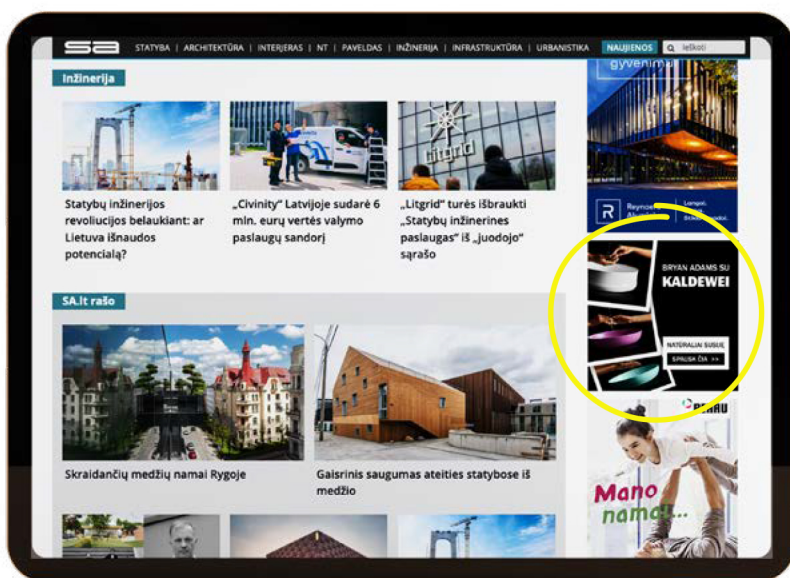 sa
STATYBA | ARCHITEKTŪRA | INTERJERAS | NT | PAVELDAS | INŽINERIJA | INFRASTRUKTŪRA | URBANISTIKA NAUJIENOS ieškoti
Inžinerija
gyvenimui
Litgrid
Statybų inžinerijos
revoliucijos belaukiant: ar
Lietuva išnaudos
potencialą?
„Civinity“ Latvijoje sudarė 6
mln. eurų vertės valymo
paslaugų sandorį
„Litgrid“ turės išbraukti
„Statybų inžinerines
paslaugas“ iš „juodojo“
sąrašo
R
Langai.
BRYAN ADAMS SU
KALDEWEI
NATŪRALIAI SUSIJĘ
SPAUSK ČIA >>
SA.lt rašo
Skraidančių medžių namai Rygoje
Gaisrinis saugumas ateities statybose iš
medžio
REHAU
Mano
namai...